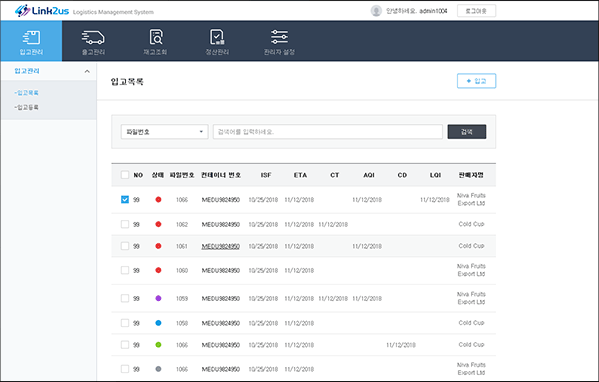 Link2us Logistics Management System
안녕하세요. admin1004
로그아웃
입고관리 출고관리 재고조회 정산관리 관리자 설정
입고관리
-입고목록
-입고등록
입고목록
+ 입고
파일번호 검색어를 입력하세요. 검색
NO 상태 파일번호 컨테이너 번호 ISF ETA CT AQI CD LQI 판매자명
99 1066 MEDU9824950 10/25/2018 11/12/2018 11/12/2018 11/12/2018 Niva Fruits Export Ltd
99 1062 MEDU9824950 10/25/2018 11/12/2018 11/12/2018 Cold Cup
99 1061 MEDU9824950 10/25/2018 11/12/2018 11/12/2018 Cold Cup
99 1060 MEDU9824950 10/25/2018 11/12/2018 Niva Fruits Export Ltd
99 1059 MEDU9824950 10/25/2018 11/12/2018 11/12/2018 11/12/2018 Niva Fruits Export Ltd
99 1058 MEDU9824950 10/25/2018 11/12/2018 Cold Cup
99 1066 MEDU9824950 10/25/2018 11/12/2018 11/12/2018 Cold Cup
99 1066 MEDU9824950 10/25/2018 11/12/2018 Niva Fruits Export Ltd